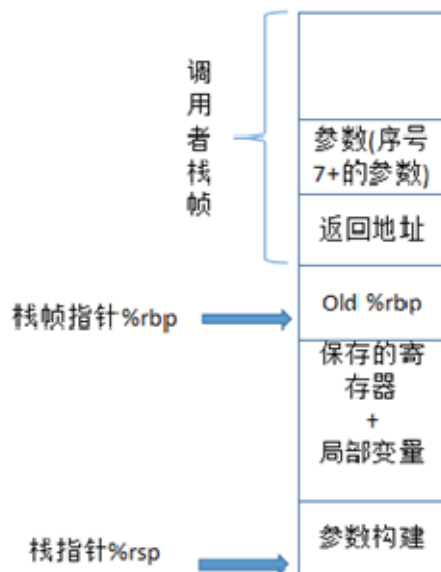 调
用
者
栈
帧
参数(序号
7+的参数)
返回地址
栈帧指针%rbp
Old %rbp
保存的寄
存器
+
局部变量
参数构建
栈指针%rsp